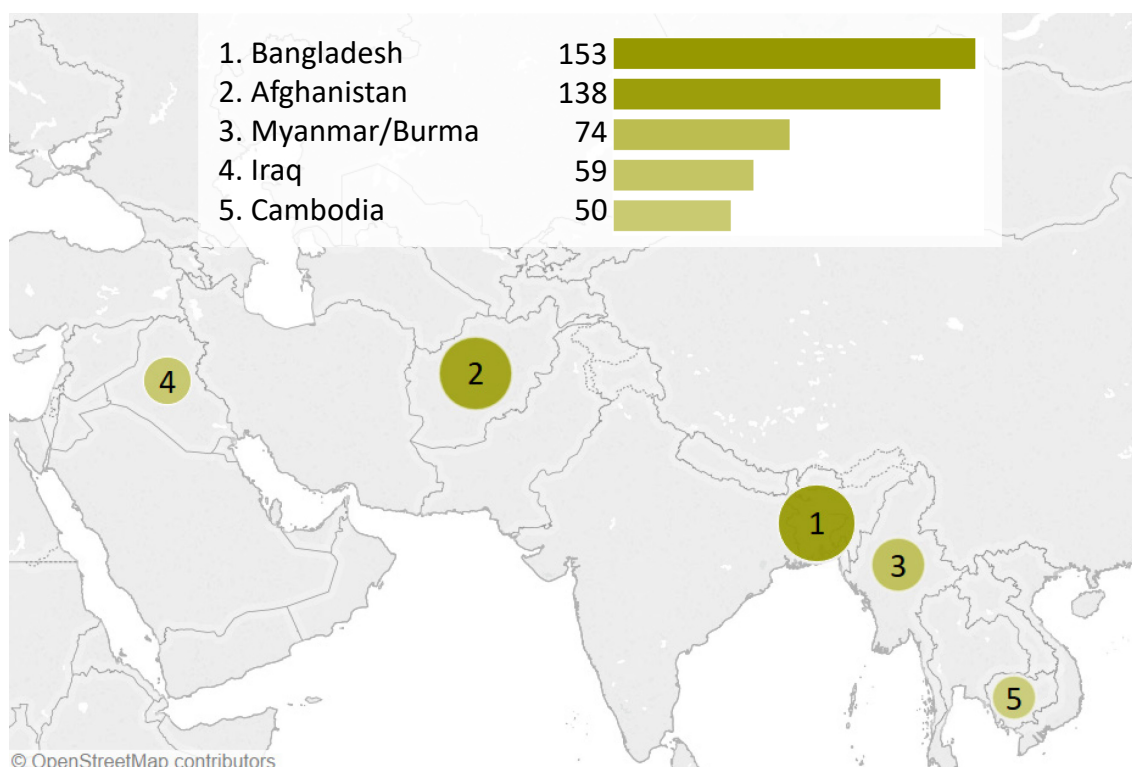 1. Bangladesh 153
2. Afghanistan 138
3. Myanmar/Burma 74
4. Iraq 59
5. Cambodia 50
2
4
1
3
5
© OpenStreetMap contributors